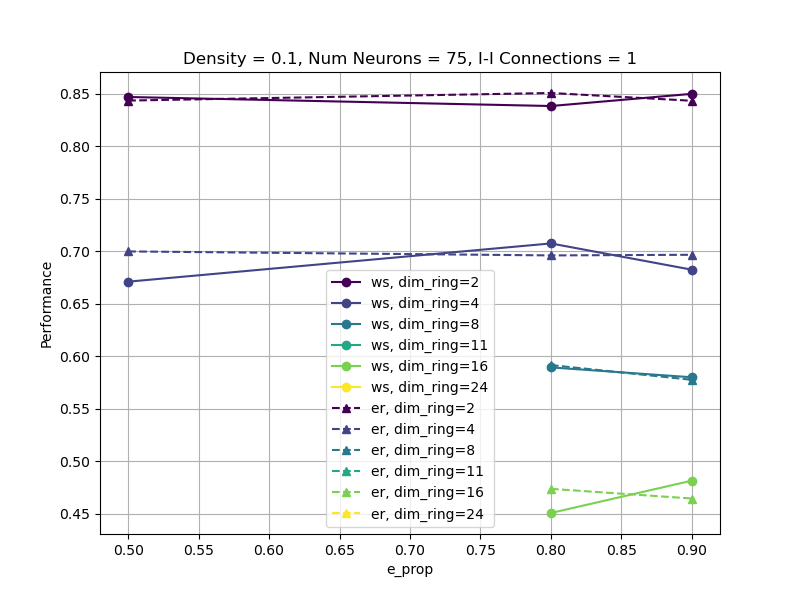 Density = 0.1, Num Neurons = 75, I-I Connections = 1
Performance
0.85
0.80
0.75
0.70
0.65
0.60
0.55
0.50
0.45
ws, dim_ring=2
ws, dim_ring=4
ws, dim_ring=8
ws, dim_ring=11
ws, dim_ring=16
ws, dim_ring=24
er, dim_ring=2
er, dim_ring=4
er, dim_ring=8
er, dim_ring=11
er, dim_ring=16
er, dim_ring=24
0.50 0.55 0.60 0.65 0.70 0.75 0.80 0.85 0.90
e_prop